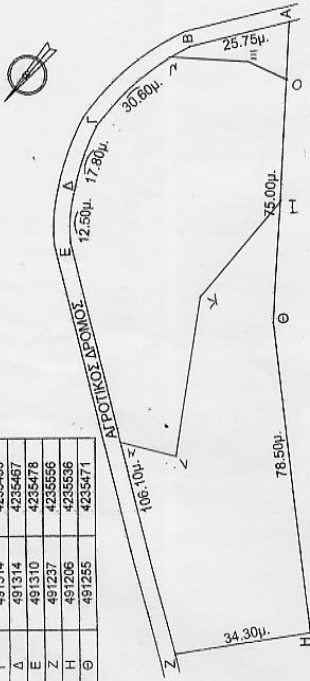 491314
Δ 491314 4235467
Ε 491310 4235478
Ζ 491237 4235556
Η 491206 4235536
Θ 491255 4235471
Α
25.75μ.
Β
Ο
30.60μ.
Γ
17.80μ.
Δ
12.50μ.
Ε
75.00μ.
Ι
Κ
Θ
ΑΓΡΟΤΙΚΟΣ ΔΡΟΜΟΣ
106.10μ.
78.50μ.
Ζ
34.30μ.
Η